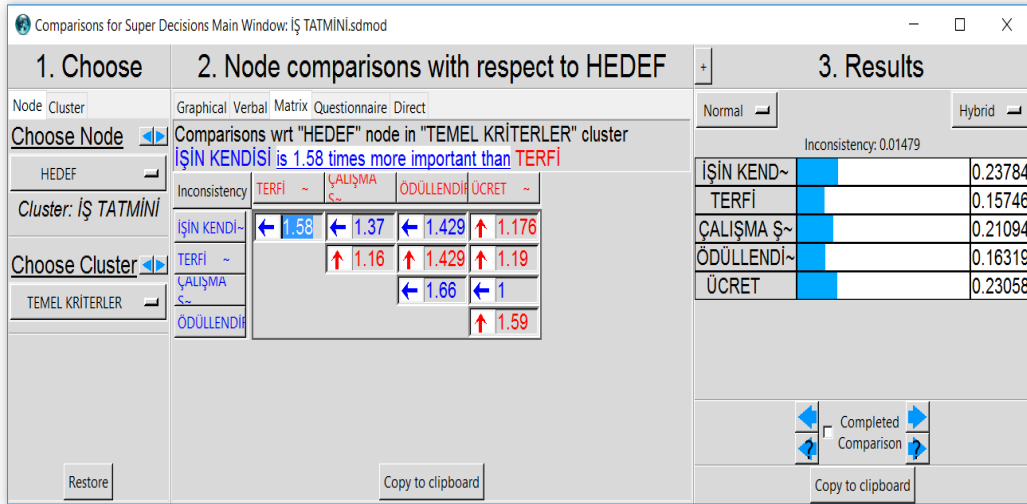 Comparisons for Super Decisions Main Window: İŞ TATMİNİ.sdmod
1. Choose
2. Node comparisons with respect to HEDEF
+
3. Results
Node Cluster
Graphical Verbal Matrix Questionnaire Direct
Normal
Hybrid
Choose Node
HEDEF
Cluster: İŞ TATMİNİ
Choose Cluster
TEMEL KRİTERLER
Restore
Comparisons wrt "HEDEF" node in "TEMEL KRİTERLER" cluster
İŞİN KENDİSİ is 1.58 times more important than TERFİ
Inconsistency TERFİ ~ ÇALIŞMA Ş~ ÖDÜLLENDİR ÜCRET ~
İŞİN KENDİ~ 1.58 1.37 1.429 1.176
TERFİ ~ 1.16 1.429 1.19
ÇALIŞMA Ş~ 1.66 1
ÖDÜLLENDİR 1.59
Copy to clipboard
Inconsistency: 0.01479
İŞİN KEND~ 0.23784
TERFİ 0.15746
ÇALIŞMA Ş~ 0.21094
ÖDÜLLENDİ~ 0.16319
ÜCRET 0.23058
Completed
Comparison
Copy to clipboard